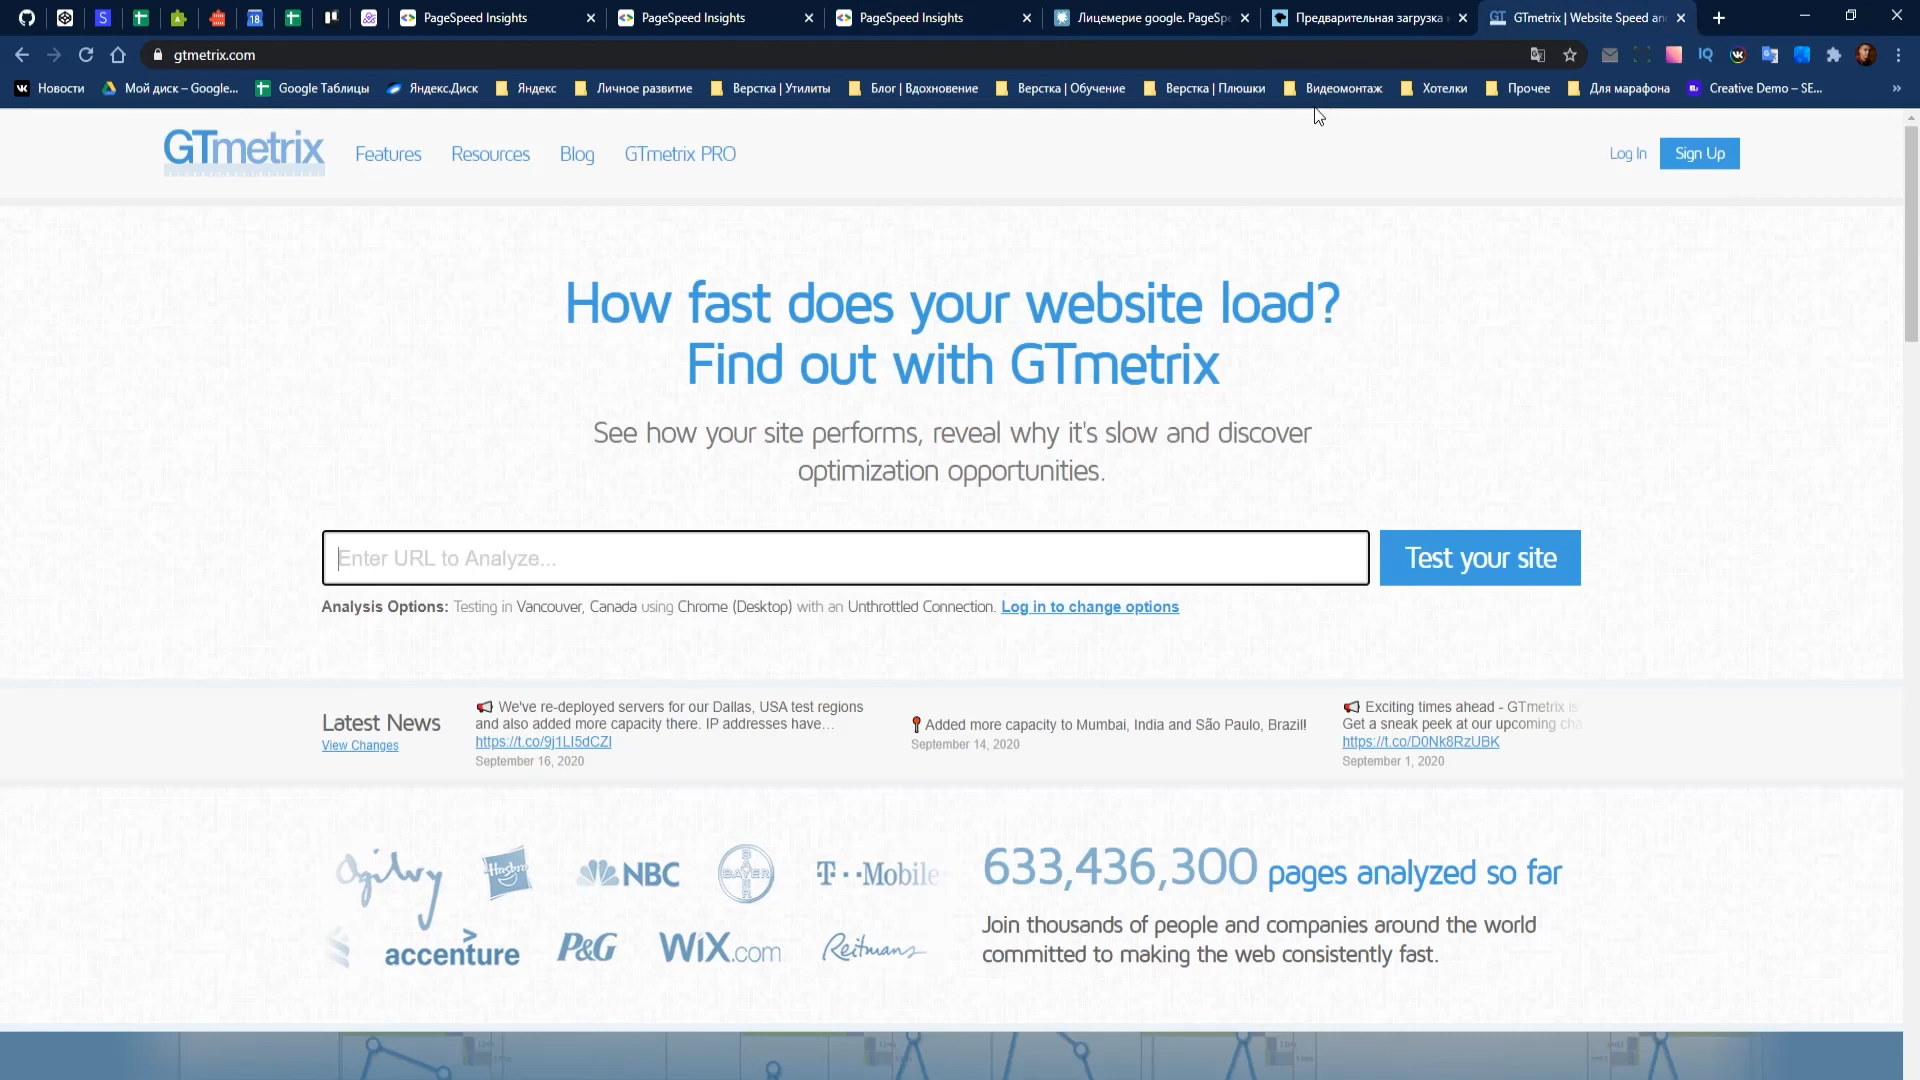 PageSpeed Insights
PageSpeed Insights
PageSpeed Insights
Лицемерие google. PageSp
Предварительная загрузка
GTmetrix | Website Speed an
gtmetrix.com
Новости
Мой диск – Google...
Google Таблицы
Яндекс.Диск
Яндекс
Личное развитие
Верстка | Утилиты
Блог | Вдохновение
Верстка | Обучение
Верстка | Плюшки
Видеомонтаж
Хотелки
Прочее
Для марафона
Creative Demo – SE...
GTmetrix
Features
Resources
Blog
GTmetrix PRO
Log In
Sign Up
How fast does your website load?
Find out with GTmetrix
See how your site performs, reveal why it's slow and discover
optimization opportunities.
Enter URL to Analyze...
Test your site
Analysis Options: Testing in Vancouver, Canada using Chrome (Desktop) with an Unthrottled Connection. Log in to change options
Latest News
View Changes
We've re-deployed servers for our Dallas, USA test regions
and also added more capacity there. IP addresses have...
https://t.co/9j1LI5dCZI
September 16, 2020
Added more capacity to Mumbai, India and São Paulo, Brazil!
September 14, 2020
Exciting times ahead - GTmetrix is
Get a sneak peek at our upcoming cha
https://t.co/D0Nk8RzUBK
September 1, 2020
Ogilvy
Hasbro
NBC
BAYER
T··Mobile
accenture
P&G
WiX.com
Reitmans
633,436,300 pages analyzed so far
Join thousands of people and companies around the world
committed to making the web consistently fast.